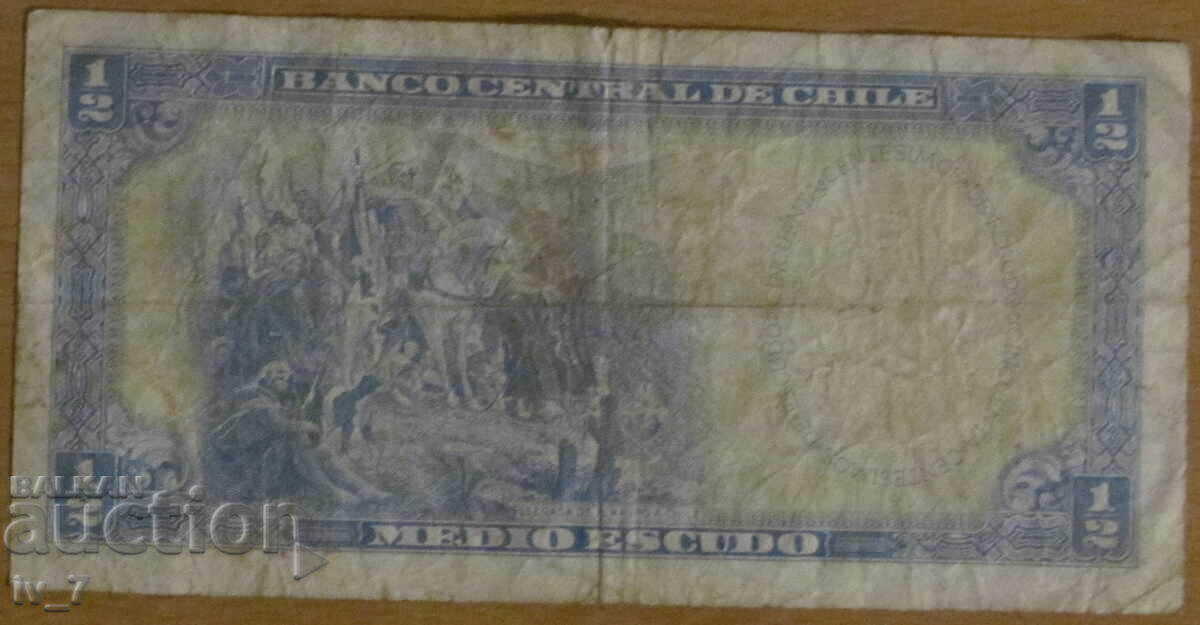 1/2 BANCO CENTRAL DE CHILE 1/2
1/2 MEDIO ESCUDO 1/2
BALKAN
auction
iv_7